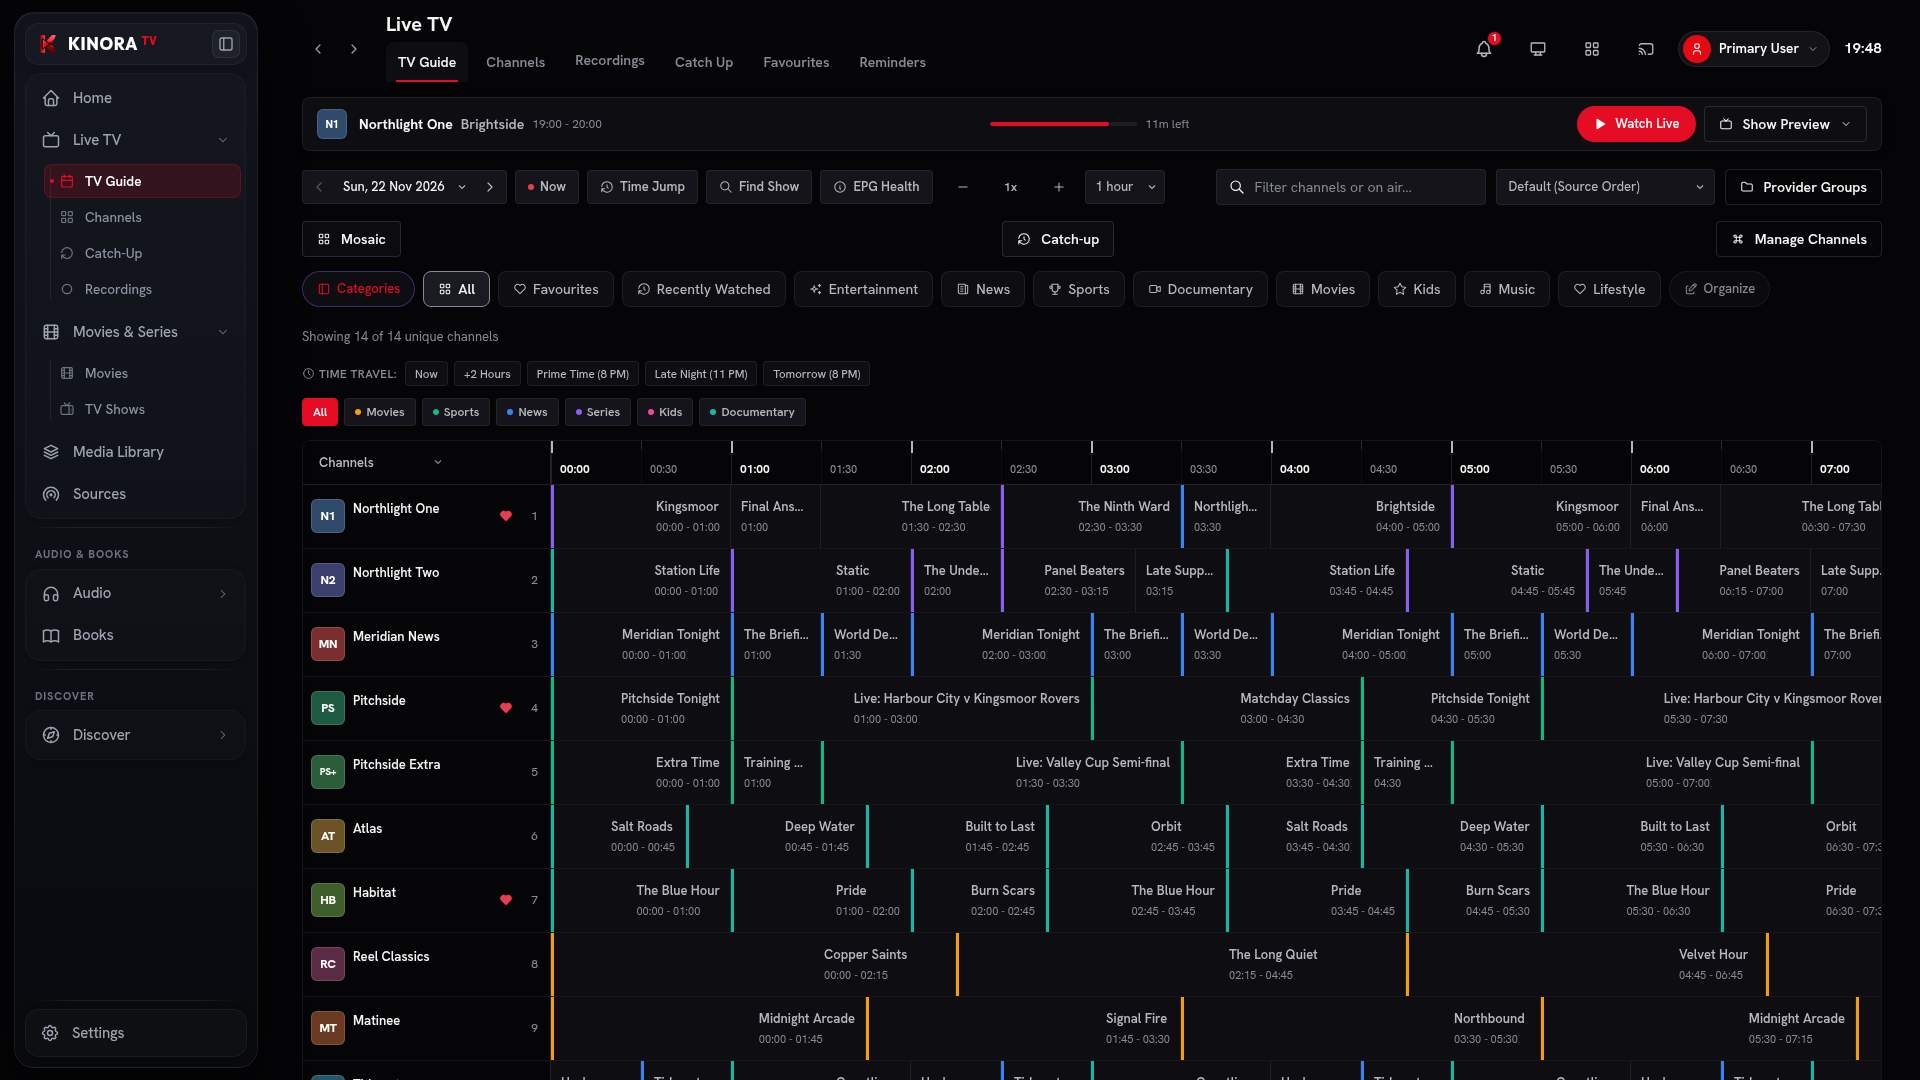 KINORA TV
Home
Live TV
TV Guide
Channels
Catch-Up
Recordings
Movies & Series
Movies
TV Shows
Media Library
Sources
AUDIO & BOOKS
Audio
Books
DISCOVER
Discover
Settings
Live TV
TV Guide Channels Recordings Catch Up Favourites Reminders
1
Primary User
19:48
N1 Northlight One Brightside 19:00 - 20:00 11m left Watch Live Show Preview
Sun, 22 Nov 2026 Now Time Jump Find Show EPG Health 1x 1 hour Filter channels or on air... Default (Source Order) Provider Groups
Mosaic Catch-up Manage Channels
Categories All Favourites Recently Watched Entertainment News Sports Documentary Movies Kids Music Lifestyle Organize
Showing 14 of 14 unique channels
TIME TRAVEL: Now +2 Hours Prime Time (8 PM) Late Night (11 PM) Tomorrow (8 PM)
All Movies Sports News Series Kids Documentary
Channels 00:00 00:30 01:00 01:30 02:00 02:30 03:00 03:30 04:00 04:30 05:00 05:30 06:00 06:30 07:00
N1 Northlight One 1
Kingsmoor Final Ans... The Long Table The Ninth Ward Northligh... Brightside Kingsmoor Final Ans... The Long Tabl
00:00 - 01:00 01:00 01:30 - 02:30 02:30 - 03:30 03:30 04:00 - 05:00 05:00 - 06:00 06:00 06:30 - 07:30
N2 Northlight Two 2
Station Life Static The Unde... Panel Beaters Late Supp... Station Life Static The Unde... Panel Beaters Late Supp.
00:00 - 01:00 01:00 - 02:00 02:00 02:30 - 03:15 03:15 03:45 - 04:45 04:45 - 05:45 05:45 06:15 - 07:00 07:00
MN Meridian News 3
Meridian Tonight The Briefi... World De... Meridian Tonight The Briefi... World De... Meridian Tonight The Briefi... World De... Meridian Tonight The Briefi.
00:00 - 01:00 01:00 01:30 02:00 - 03:00 03:00 03:30 04:00 - 05:00 05:00 05:30 06:00 - 07:00 07:00
PS Pitchside 4
Pitchside Tonight Live: Harbour City v Kingsmoor Rovers Matchday Classics Pitchside Tonight Live: Harbour City v Kingsmoor Rover
00:00 - 01:00 01:00 - 03:00 03:00 - 04:30 04:30 - 05:30 05:30 - 07:30
PS+ Pitchside Extra 5
Extra Time Training ... Live: Valley Cup Semi-final Extra Time Training ... Live: Valley Cup Semi-final
00:00 - 01:00 01:00 01:30 - 03:30 03:30 - 04:30 04:30 05:00 - 07:00
AT Atlas 6
Salt Roads Deep Water Built to Last Orbit Salt Roads Deep Water Built to Last Orbit
00:00 - 00:45 00:45 - 01:45 01:45 - 02:45 02:45 - 03:45 03:45 - 04:30 04:30 - 05:30 05:30 - 06:30 06:30 - 07:3
HB Habitat 7
The Blue Hour Pride Burn Scars The Blue Hour Pride Burn Scars The Blue Hour Pride
00:00 - 01:00 01:00 - 02:00 02:00 - 02:45 02:45 - 03:45 03:45 - 04:45 04:45 - 05:30 05:30 - 06:30 06:30 - 07:3
RC Reel Classics 8
Copper Saints The Long Quiet Velvet Hour
00:00 - 02:15 02:15 - 04:45 04:45 - 06:45
MT Matinee 9
Midnight Arcade Signal Fire Northbound Midnight Arcade
00:00 - 01:45 01:45 - 03:30 03:30 - 05:30 05:30 - 07:15